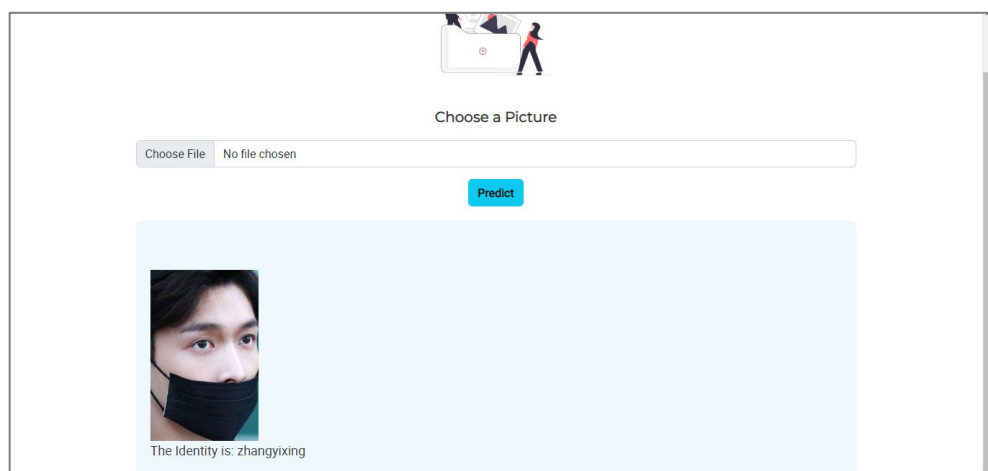 Choose a Picture
Choose File No file chosen
Predict
The Identity is: zhangyixing